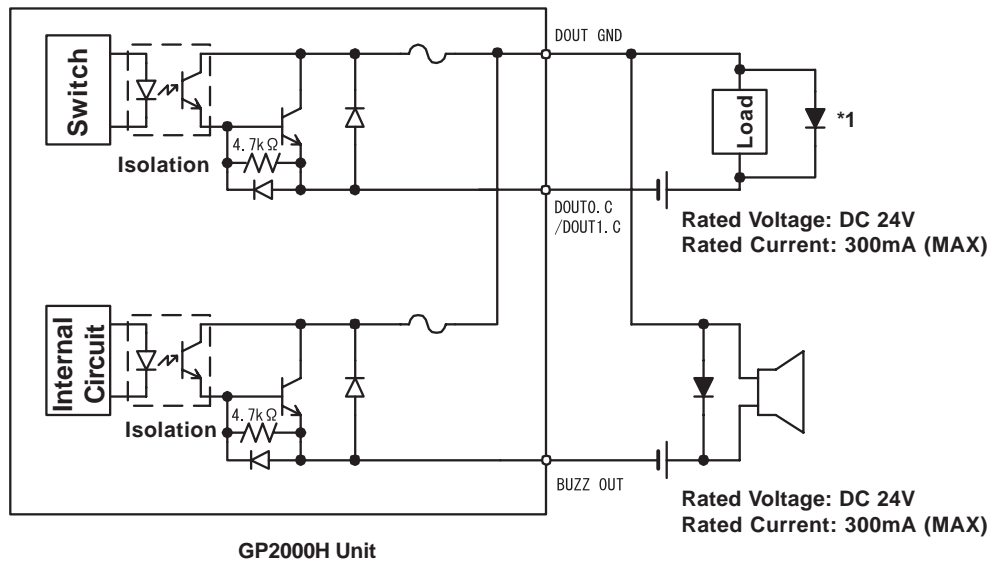 Switch
Isolation
4.7kΩ
DOUT GND
Load
*1
DOUT0.C
/DOUT1.C
Rated Voltage: DC 24V
Rated Current: 300mA (MAX)
Internal
Circuit
Isolation
4.7kΩ
BUZZ OUT
Rated Voltage: DC 24V
Rated Current: 300mA (MAX)
GP2000H Unit